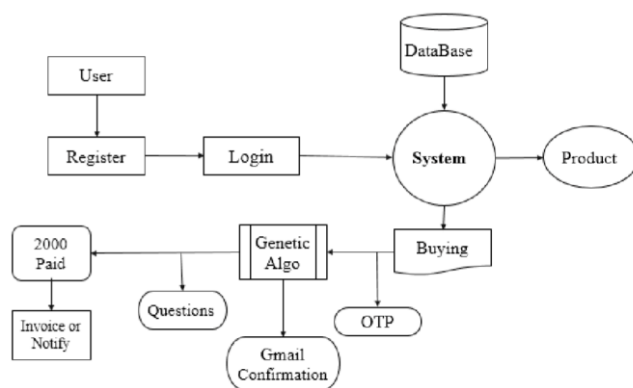 DataBase
User
Register
Login
System
Product
2000
Paid
Genetic
Algo
Buying
Questions
OTP
Invoice or
Notify
Gmail
Confirmation